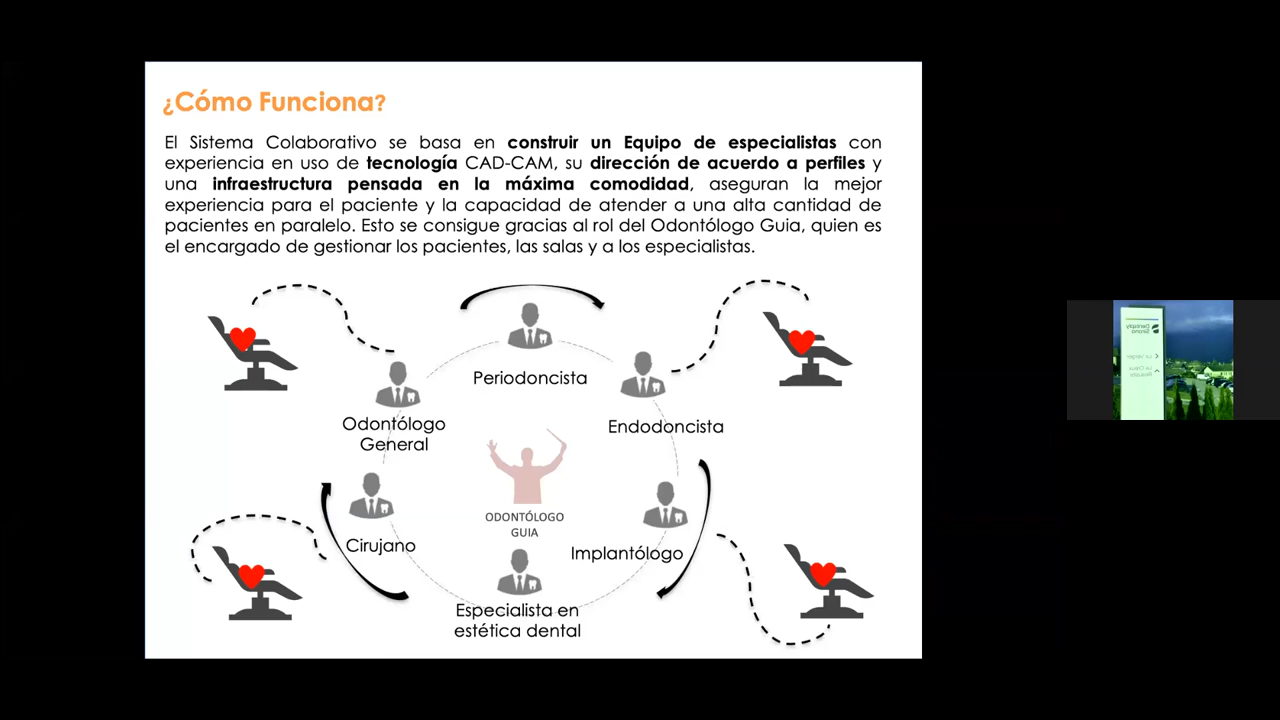 ¿Cómo Funciona?
El Sistema Colaborativo se basa en construir un Equipo de especialistas con
experiencia en uso de tecnología CAD-CAM, su dirección de acuerdo a perfiles y
una infraestructura pensada en la máxima comodidad, aseguran la mejor
experiencia para el paciente y la capacidad de atender a una alta cantidad de
pacientes en paralelo. Esto se consigue gracias al rol del Odontólogo Guia, quien es
el encargado de gestionar los pacientes, las salas y a los especialistas.
Periodoncista
Odontólogo
General
Endodoncista
ODONTÓLOGO
GUIA
Cirujano
Implantólogo
Especialista en
estética dental
Dentsply
Sirona